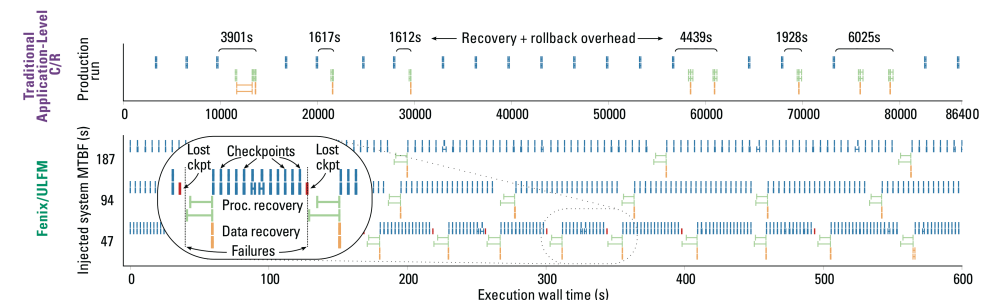 Traditional
Application-Level
C/R
Production
run
3901s
1617s
1612s
Recovery + rollback overhead
4439s
1928s
6025s
0
10000
20000
30000
40000
50000
60000
70000
80000
86400
Fenix/ULFM
Injected system MTBF (s)
187
94
47
Lost
ckpt
Checkpoints
Lost
ckpt
Proc. recovery
Data recovery
Failures
0
100
200
300
400
500
600
Execution wall time (s)